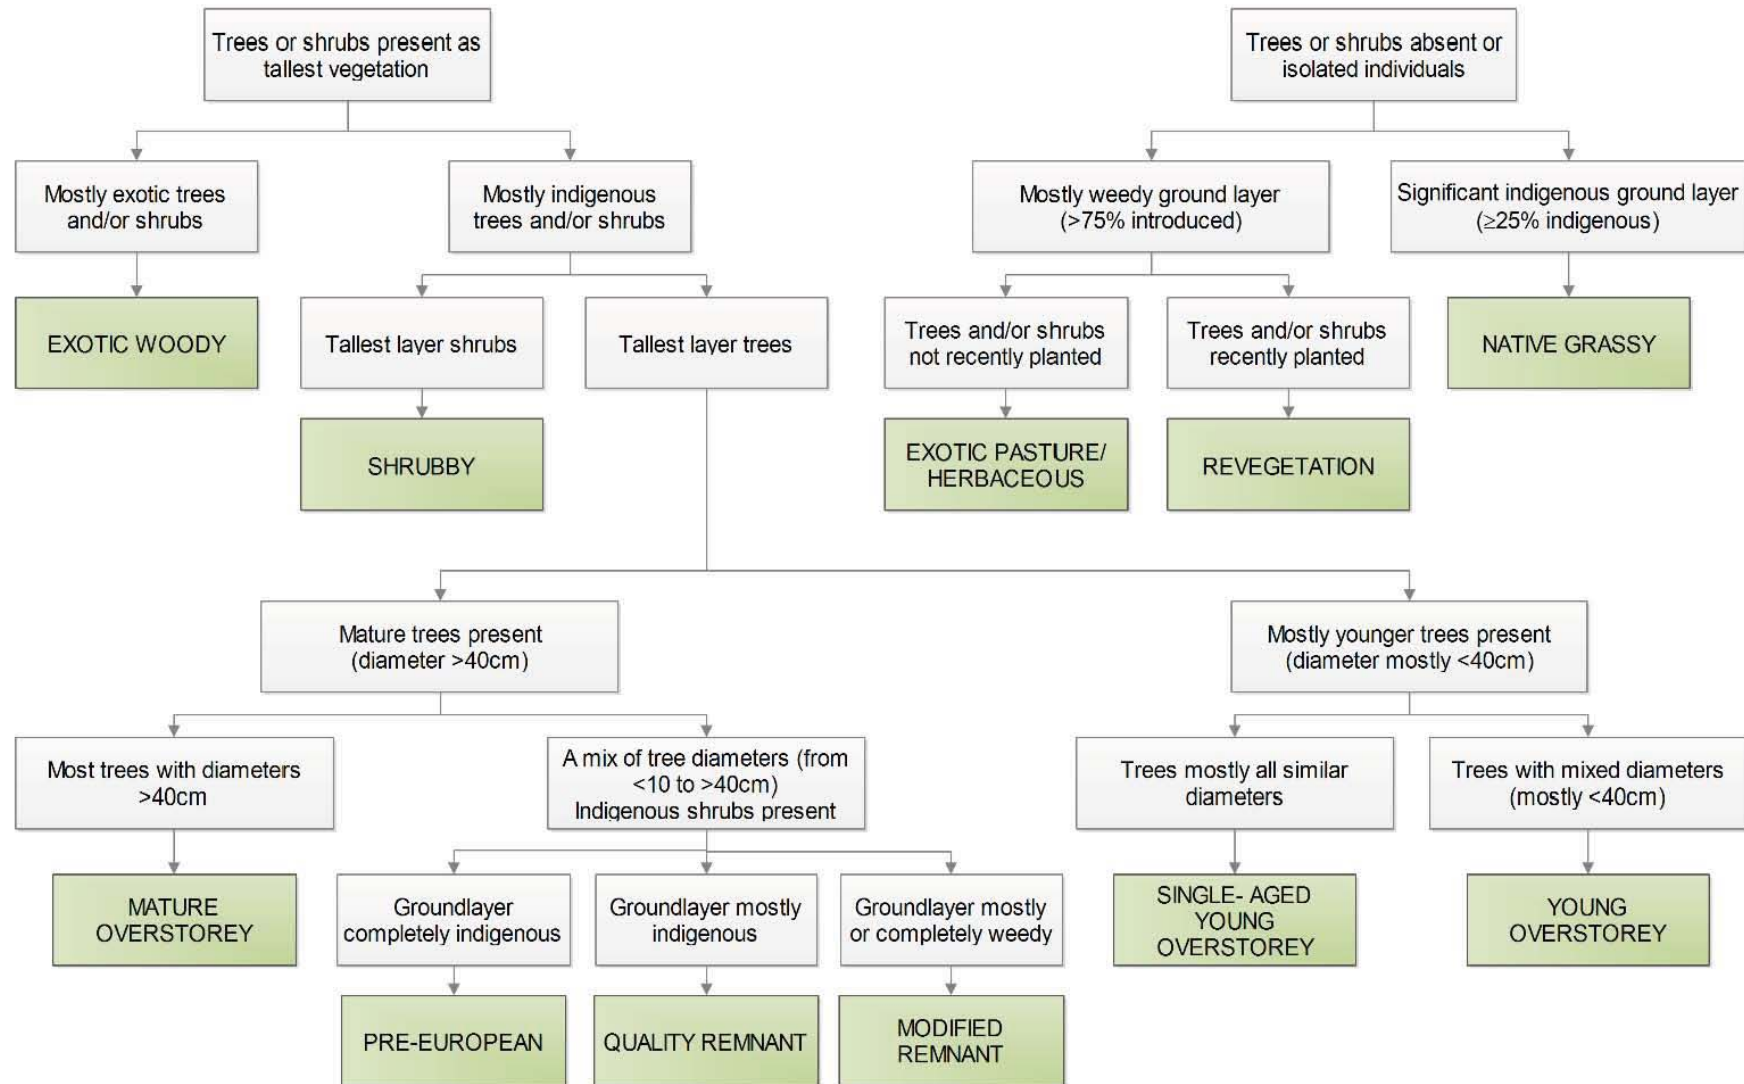 Trees or shrubs present as
tallest vegetation
Trees or shrubs absent or
isolated individuals
Mostly exotic trees
and/or shrubs
Mostly indigenous
trees and/or shrubs
Mostly weedy ground layer
(>75% introduced)
Significant indigenous ground layer
(≥25% indigenous)
EXOTIC WOODY
Tallest layer shrubs
Tallest layer trees
Trees and/or shrubs
not recently planted
Trees and/or shrubs
recently planted
NATIVE GRASSY
SHRUBBY
EXOTIC PASTURE/
HERBACEOUS
REVEGETATION
Mature trees present
(diameter >40cm)
Mostly younger trees present
(diameter mostly <40cm)
Most trees with diameters
>40cm
A mix of tree diameters (from
<10 to >40cm)
Indigenous shrubs present
Trees mostly all similar
diameters
Trees with mixed diameters
(mostly <40cm)
MATURE
OVERSTOREY
Groundlayer
completely indigenous
Groundlayer mostly
indigenous
Groundlayer mostly
or completely weedy
SINGLE- AGED
YOUNG
OVERSTOREY
YOUNG
OVERSTOREY
PRE-EUROPEAN
QUALITY REMNANT
MODIFIED
REMNANT